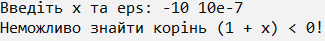 Введіть x та eps: -10 10e-7
Неможливо знайти корінь (1 + x) < 0!